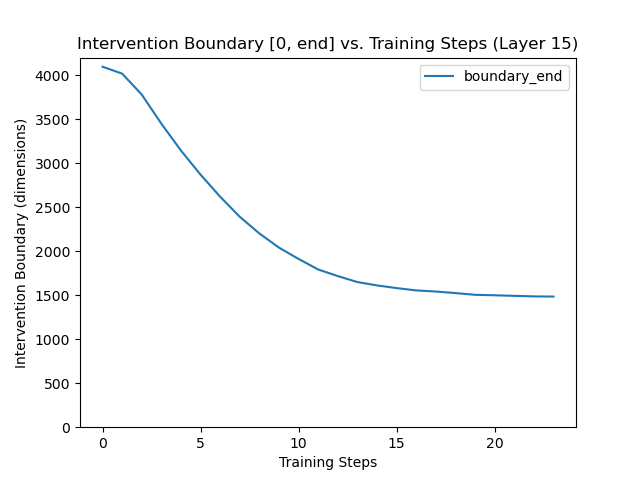 Intervention Boundary [0, end] vs. Training Steps (Layer 15)
boundary_end
Intervention Boundary (dimensions)
4000
3500
3000
2500
2000
1500
1000
500
0
0 5 10 15 20
Training Steps